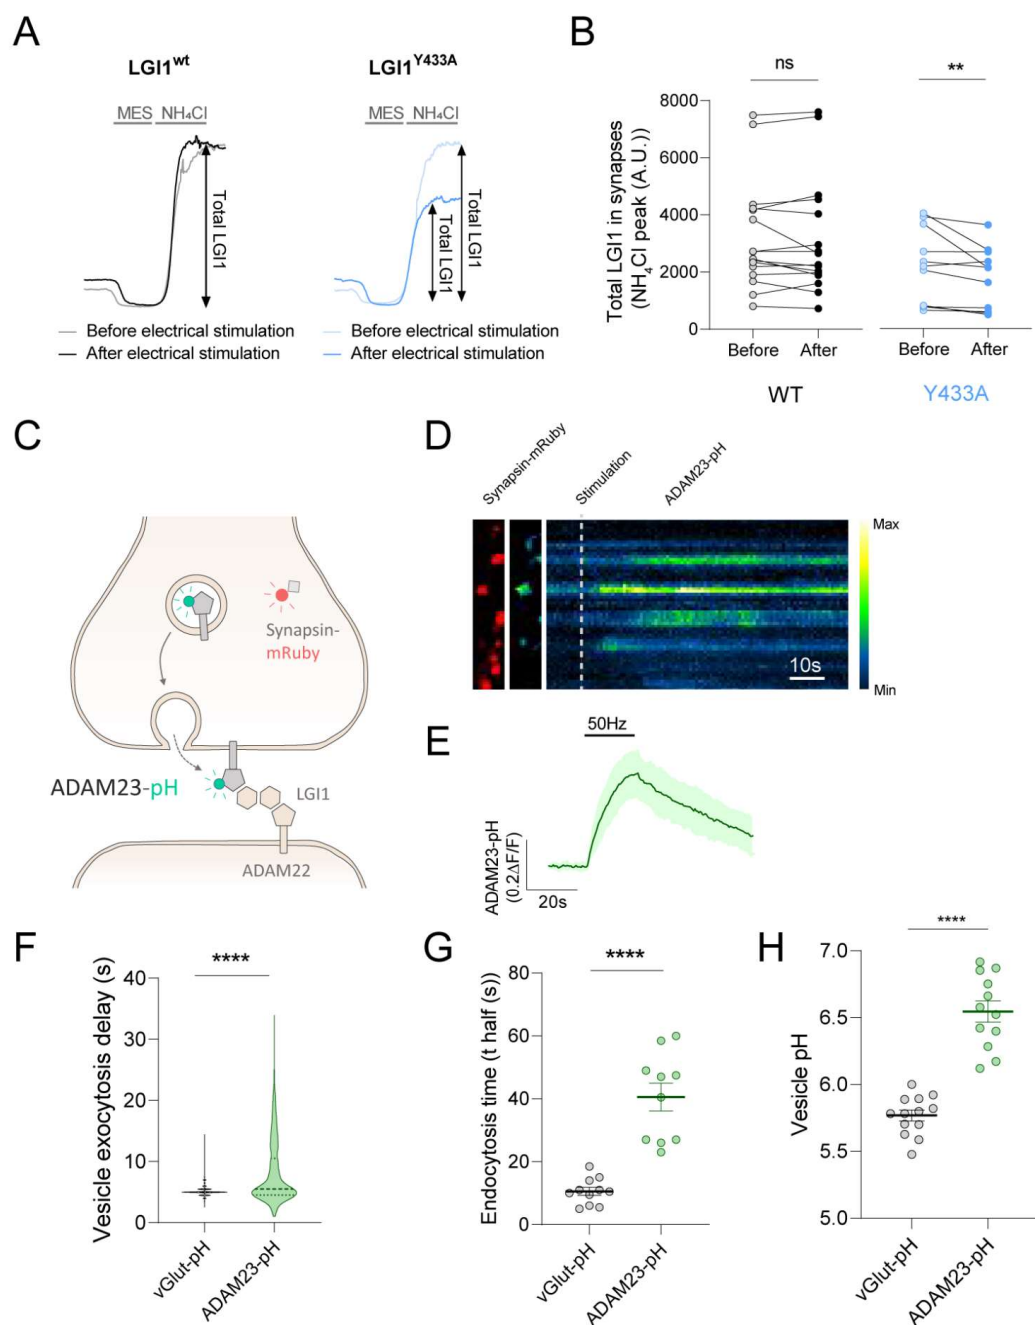 A
LGI1wt
LGI1Y433A
MES NH₄Cl
MES NH₄Cl
Total LGI1
Total LGI1
Total LGI1
Before electrical stimulation
After electrical stimulation
Before electrical stimulation
After electrical stimulation
B
ns
**
Total LGI1 in synapses
(NH4Cl peak (A.U.))
8000
6000
4000
2000
0
Before After
Before After
WT
Y433A
C
Synapsin-
mRuby
ADAM23-pH
LGI1
ADAM22
D
Synapsin-mRuby
Stimulation
ADAM23-pH
Max
Min
10s
E
50Hz
ADAM23-pH
(0.2ΔF/F)
20s
F
****
Vesicle exocytosis delay (s)
40
30
20
10
0
vGlut-pH
ADAM23-pH
G
****
Endocytosis time (t half (s))
80
60
40
20
0
vGlut-pH
ADAM23-pH
H
****
Vesicle pH
7.0
6.5
6.0
5.5
5.0
vGlut-pH
ADAM23-pH